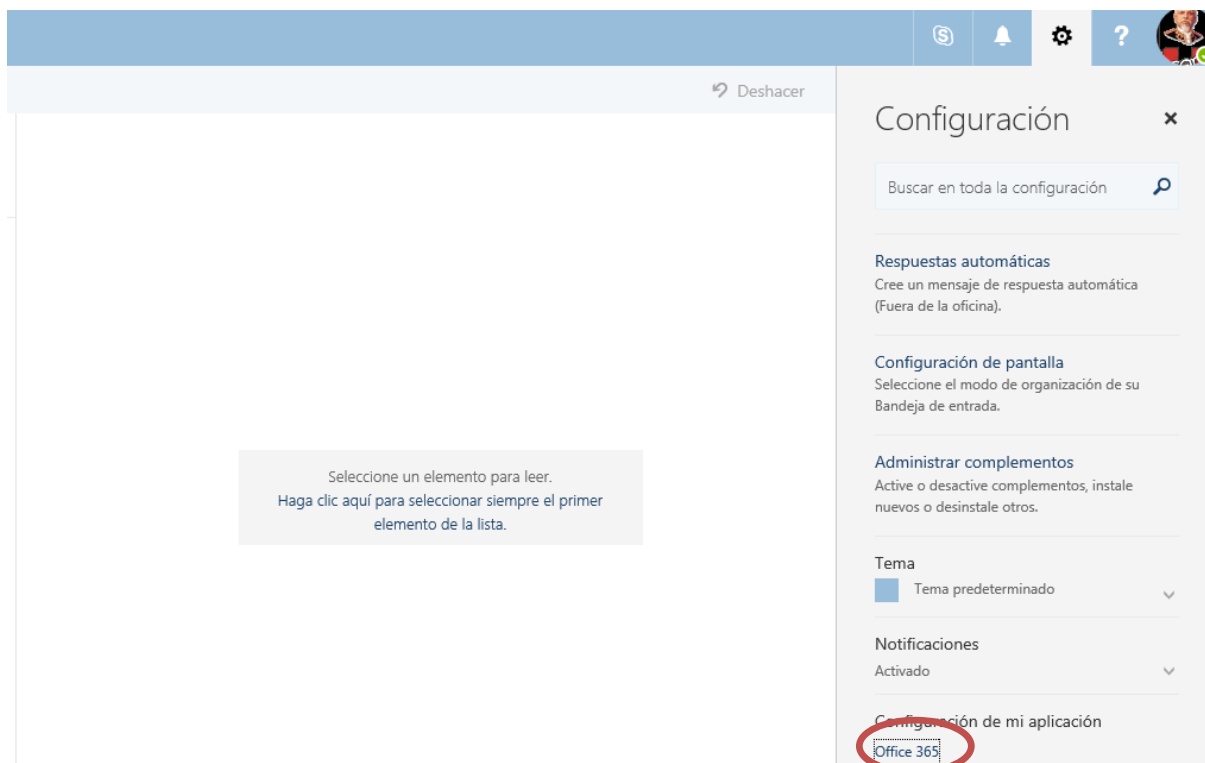 Deshacer
Configuración
Buscar en toda la configuración
Respuestas automáticas
Cree un mensaje de respuesta automática
(Fuera de la oficina).
Configuración de pantalla
Seleccione el modo de organización de su
Bandeja de entrada.
Seleccione un elemento para leer.
Haga clic aquí para seleccionar siempre el primer
elemento de la lista.
Administrar complementos
Active o desactive complementos, instale
nuevos o desinstale otros.
Tema
Tema predeterminado
Notificaciones
Activado
Configuración de mi aplicación
Office 365